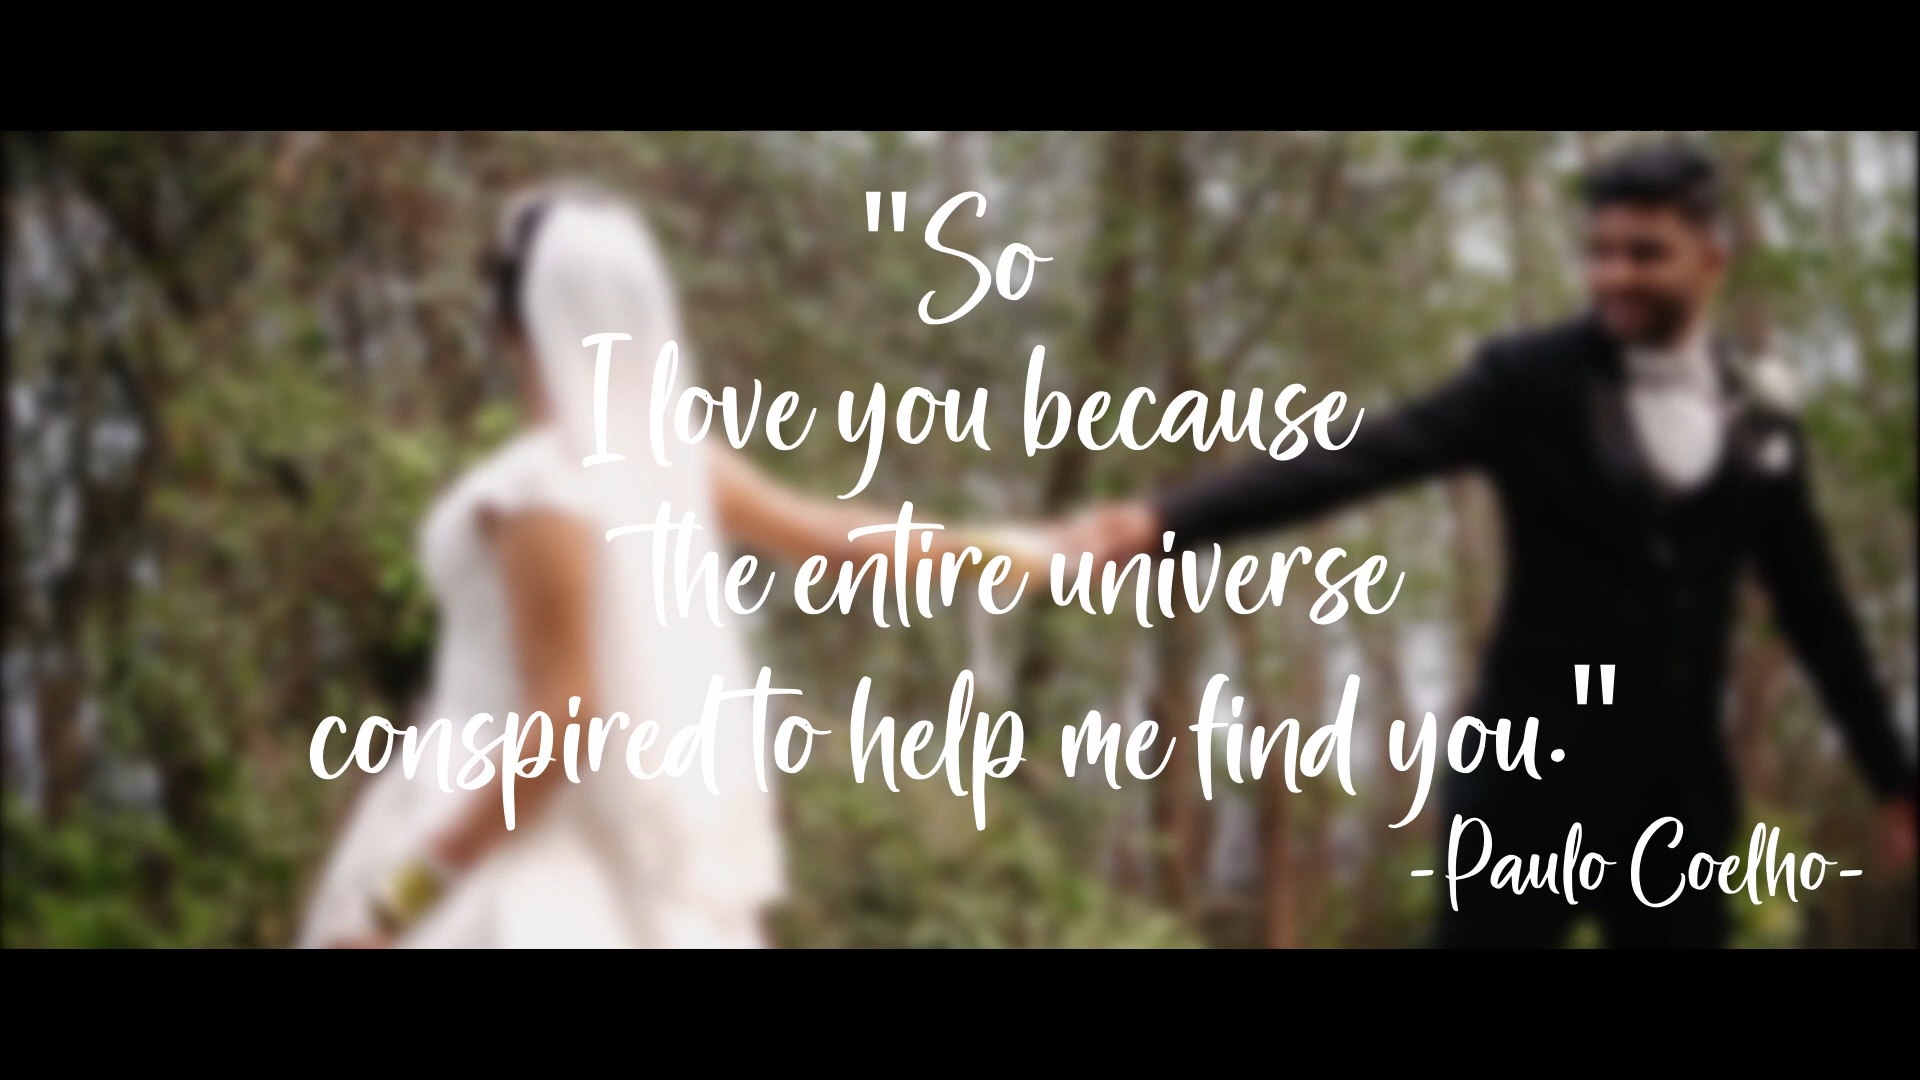 "So
I love you because
the entire universe
conspired to help me find you."
-Paulo Coelho-